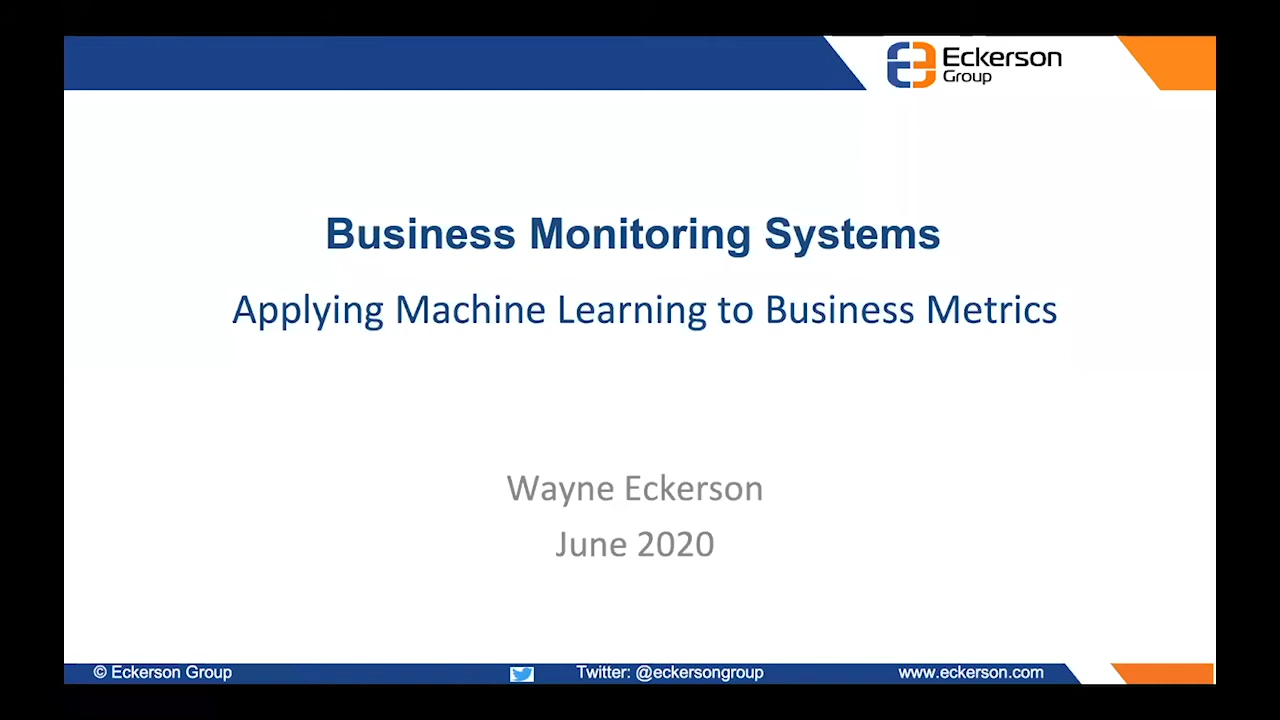 Eckerson
Group
Business Monitoring Systems
Applying Machine Learning to Business Metrics
Wayne Eckerson
June 2020
© Eckerson Group Twitter: @eckersongroup www.eckerson.com